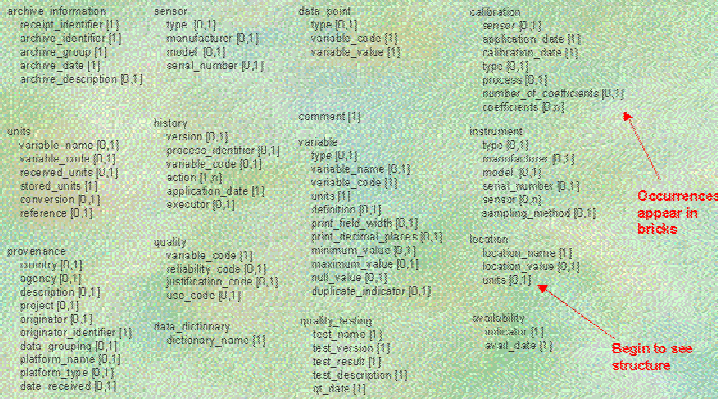 archive_information
receipt_identifier [1]
archive_identifier [1]
archive_group [1]
archive_date [1]
archive_description [0,1]
units
variable_name [0,1]
variable_code [0,1]
received_units [0,1]
stored_units [1]
conversion [0,1]
reference [0,1]
provenance
country [0,1]
agency [0,1]
description [0,1]
project [0,1]
originator [0,1]
originator_identifier [1]
data_grouping [0,1]
platform_name [0,1]
platform_type [0,1]
date_received [0,1]
sensor
type [0,1]
manufacturer [0,1]
model [0,1]
serial_number [0,1]
history
version [0,1]
process_identifier [0,1]
variable_code [0,1]
action [1,n]
application_date [1]
executor [0,1]
quality
variable_code [1]
reliability_code [0,1]
justification_code [0,1]
use_code [0,1]
data_dictionary
dictionary_name [1]
data_point
type [0,1]
variable_code [1]
variable_value [1]
comment [1]
variable
type [0,1]
variable_name [0,1]
variable_code [1]
units [1]
definition [0,1]
print_field_width [0,1]
print_decimal_places [0,1]
minimum_value [0,1]
maximum_value [0,1]
null_value [0,1]
duplicate_indicator [0,1]
quality_testing
test_name [1]
test_version [1]
test_result [1]
test_description [1]
qt_date [1]
calibration
sensor [0,1]
application_date [1]
calibration_date [1]
type [0,1]
process [0,1]
number_of_coefficients [0,1]
coefficients [0,n]
instrument
type [0,1]
manufacturer [0,1]
model [0,1]
serial_number [0,1]
sensor [0,n]
sampling_method [0,1]
location
location_name [1]
location_value [0,1]
units [0,1]
availability
indicator [1]
avail_date [1]
Occurrences
appear in
bricks
Begin to see
structure